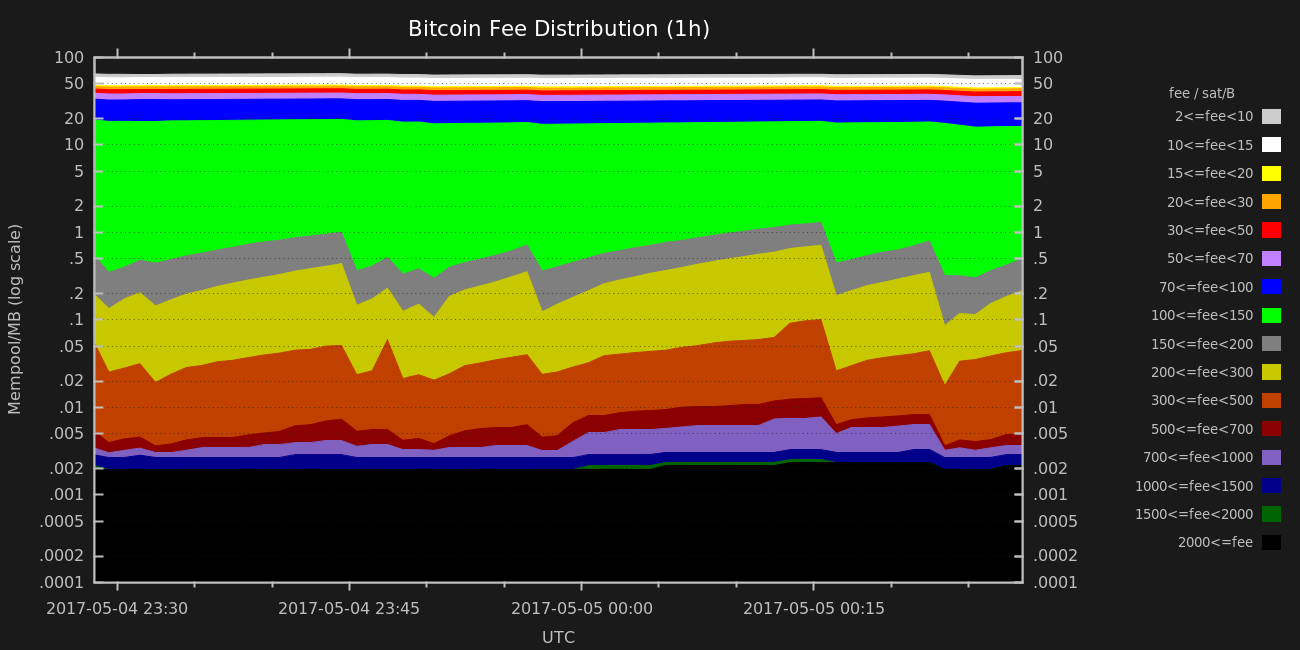 Bitcoin Fee Distribution (1h)
100
50
20
10
5
2
1
.5
.2
.1
.05
.02
.01
.005
.002
.001
.0005
.0002
.0001
Mempool/MB (log scale)
100
50
20
10
5
2
1
.5
.2
.1
.05
.02
.01
.005
.002
.001
.0005
.0002
.0001
fee / sat/B
2<=fee<10
10<=fee<15
15<=fee<20
20<=fee<30
30<=fee<50
50<=fee<70
70<=fee<100
100<=fee<150
150<=fee<200
200<=fee<300
300<=fee<500
500<=fee<700
700<=fee<1000
1000<=fee<1500
1500<=fee<2000
2000<=fee
2017-05-04 23:30 2017-05-04 23:45 2017-05-05 00:00 2017-05-05 00:15
UTC